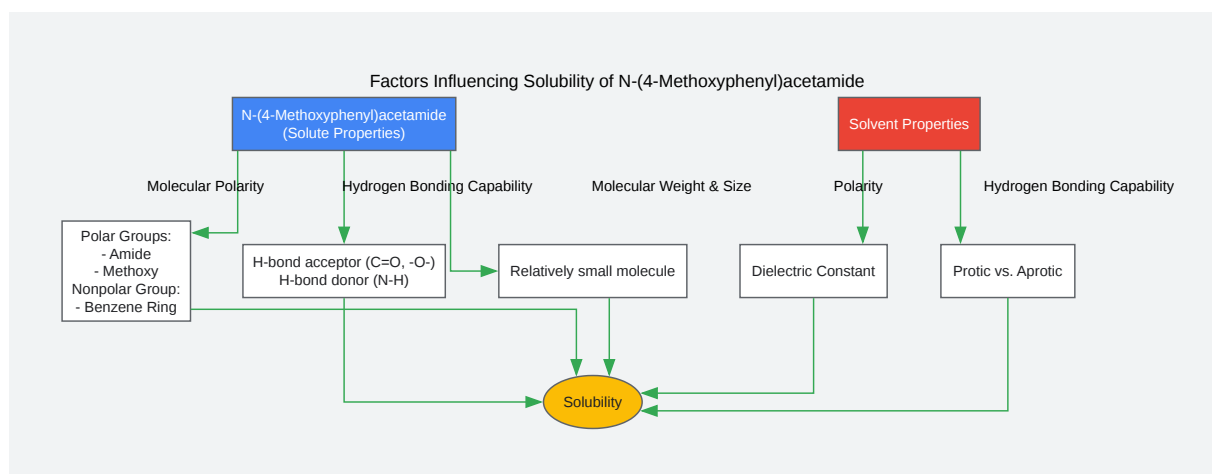 Factors Influencing Solubility of N-(4-Methoxyphenyl)acetamide
N-(4-Methoxyphenyl)acetamide
(Solute Properties)
Solvent Properties
Molecular Polarity
Hydrogen Bonding Capability
Molecular Weight & Size
Polarity
Hydrogen Bonding Capability
Polar Groups:
- Amide
- Methoxy
Nonpolar Group:
- Benzene Ring
H-bond acceptor (C=O, -O-)
H-bond donor (N-H)
Relatively small molecule
Dielectric Constant
Protic vs. Aprotic
Solubility